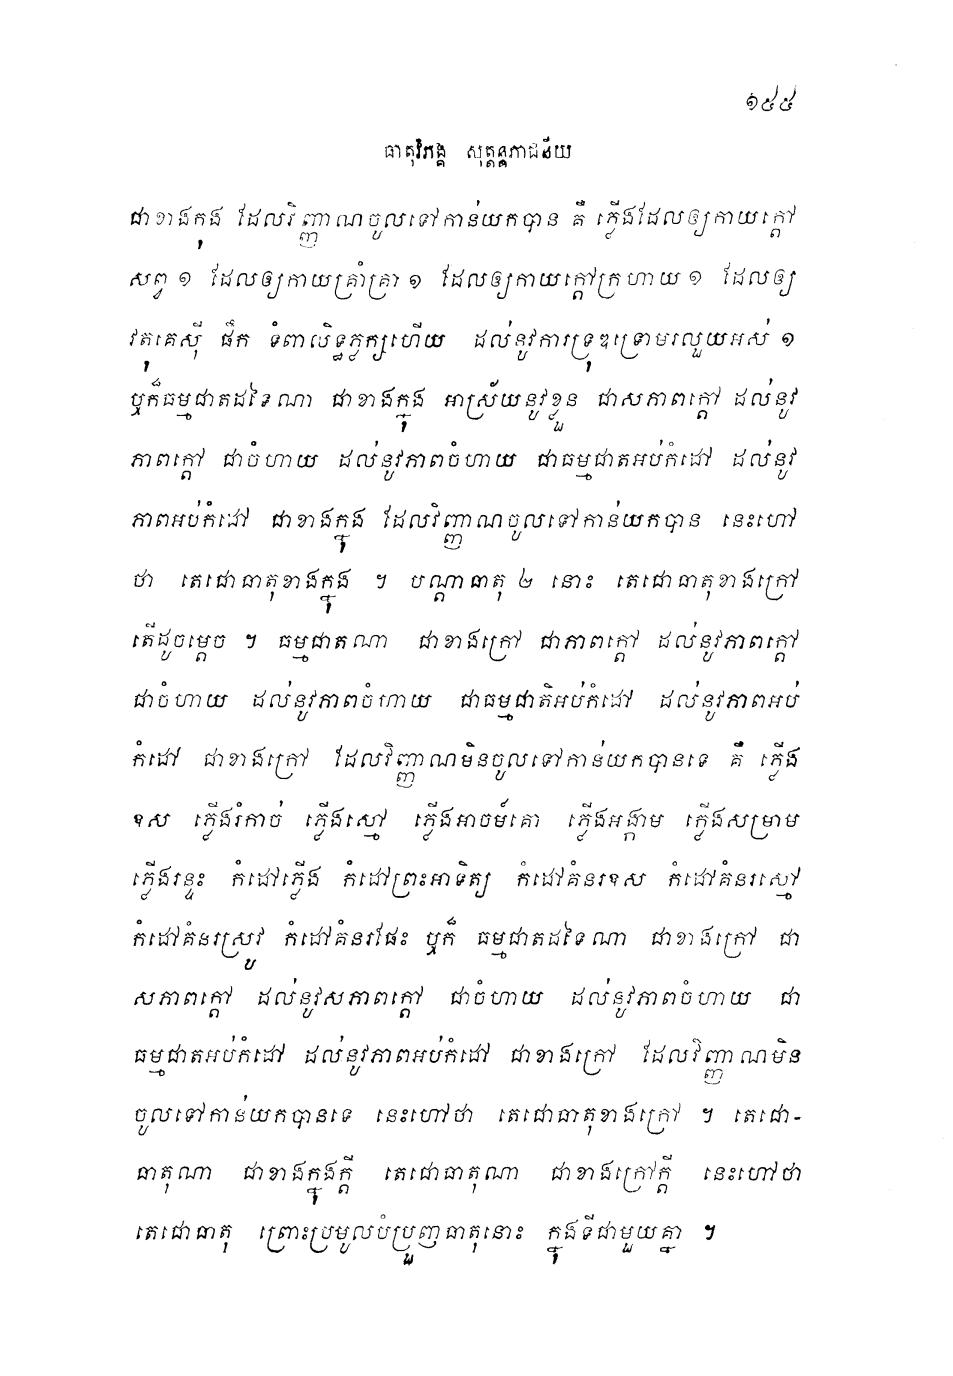 ១៤៥
ធាតុវិភង្គ សុត្តន្តភាជនីយ
ជាខាងក្នុង ដែលវិញ្ញាណចូលទៅកាន់យកបាន គឺ ភ្លើងដែលឲ្យកាយក្តៅ
សព្វ ១ ដែលឲ្យកាយគ្រាំគ្រា ១ ដែលឲ្យកាយក្តៅក្រហាយ ១ ដែលឲ្យ
វត្ថុគេស៊ី ផឹក ទំពាលិទ្ធភ្លក្សហើយ ដល់នូវការទ្រុឌទ្រោមរលួយអស់ ១
ឬក៏ធម្មជាតដទៃណា ជាខាងក្នុង អាស្រ័យនូវខ្លួន ជាសភាពក្តៅ ដល់នូវ
ភាពក្តៅ ជាចំហាយ ដល់នូវភាពចំហាយ ជាធម្មជាតអប់កំដៅ ដល់នូវ
ភាពអប់កំដៅ ជាខាងក្នុង ដែលវិញ្ញាណចូលទៅកាន់យកបាន នេះហៅ
ថា តេជោធាតុខាងក្នុង ។ បណ្តាធាតុ ២ នោះ តេជោធាតុខាងក្រៅ
តើដូចម្តេច ។ ធម្មជាតណា ជាខាងក្រៅ ជាភាពក្តៅ ដល់នូវភាពក្តៅ
ជាចំហាយ ដល់នូវភាពចំហាយ ជាធម្មជាតិអប់កំដៅ ដល់នូវភាពអប់
កំដៅ ជាខាងក្រៅ ដែលវិញ្ញាណមិនចូលទៅកាន់យកបានទេ គឺ ភ្លើង
ឧស ភ្លើងរំកាច់ ភ្លើងស្មៅ ភ្លើងអាចម៍គោ ភ្លើងអង្កាម ភ្លើងសម្រាម
ភ្លើងរន្ទះ កំដៅភ្លើង កំដៅព្រះអាទិត្យ កំដៅគំនរឧស កំដៅគំនរស្មៅ
កំដៅគំនរស្រូវ កំដៅគំនរផែះ ឬក៏ ធម្មជាតដទៃណា ជាខាងក្រៅ ជា
សភាពក្តៅ ដល់នូវសភាពក្តៅ ជាចំហាយ ដល់នូវភាពចំហាយ ជា
ធម្មជាតអប់កំដៅ ដល់នូវភាពអប់កំដៅ ជាខាងក្រៅ ដែលវិញ្ញាណមិន
ចូលទៅកាន់យកបានទេ នេះហៅថា តេជោធាតុខាងក្រៅ ។ តេជោ-
ធាតុណា ជាខាងក្នុងក្តី តេជោធាតុណា ជាខាងក្រៅក្តី នេះហៅថា
តេជោធាតុ ព្រោះប្រមូលបំប្រួញធាតុនោះ ក្នុងទីជាមួយគ្នា ។